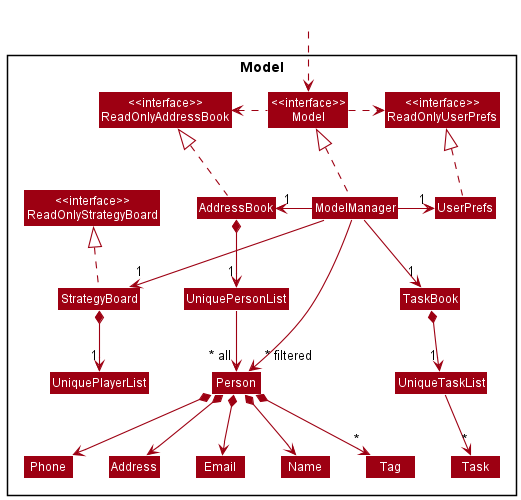 Model
<<interface>>
ReadOnlyAddressBook
<<interface>>
Model
<<interface>>
ReadOnlyUserPrefs
<<interface>>
ReadOnlyStrategyBoard
AddressBook
1
ModelManager
1
UserPrefs
1
1
1
StrategyBoard
UniquePersonList
TaskBook
1
* all
* filtered
1
UniquePlayerList
Person
UniqueTaskList
*
*
Phone
Address
Email
Name
Tag
Task